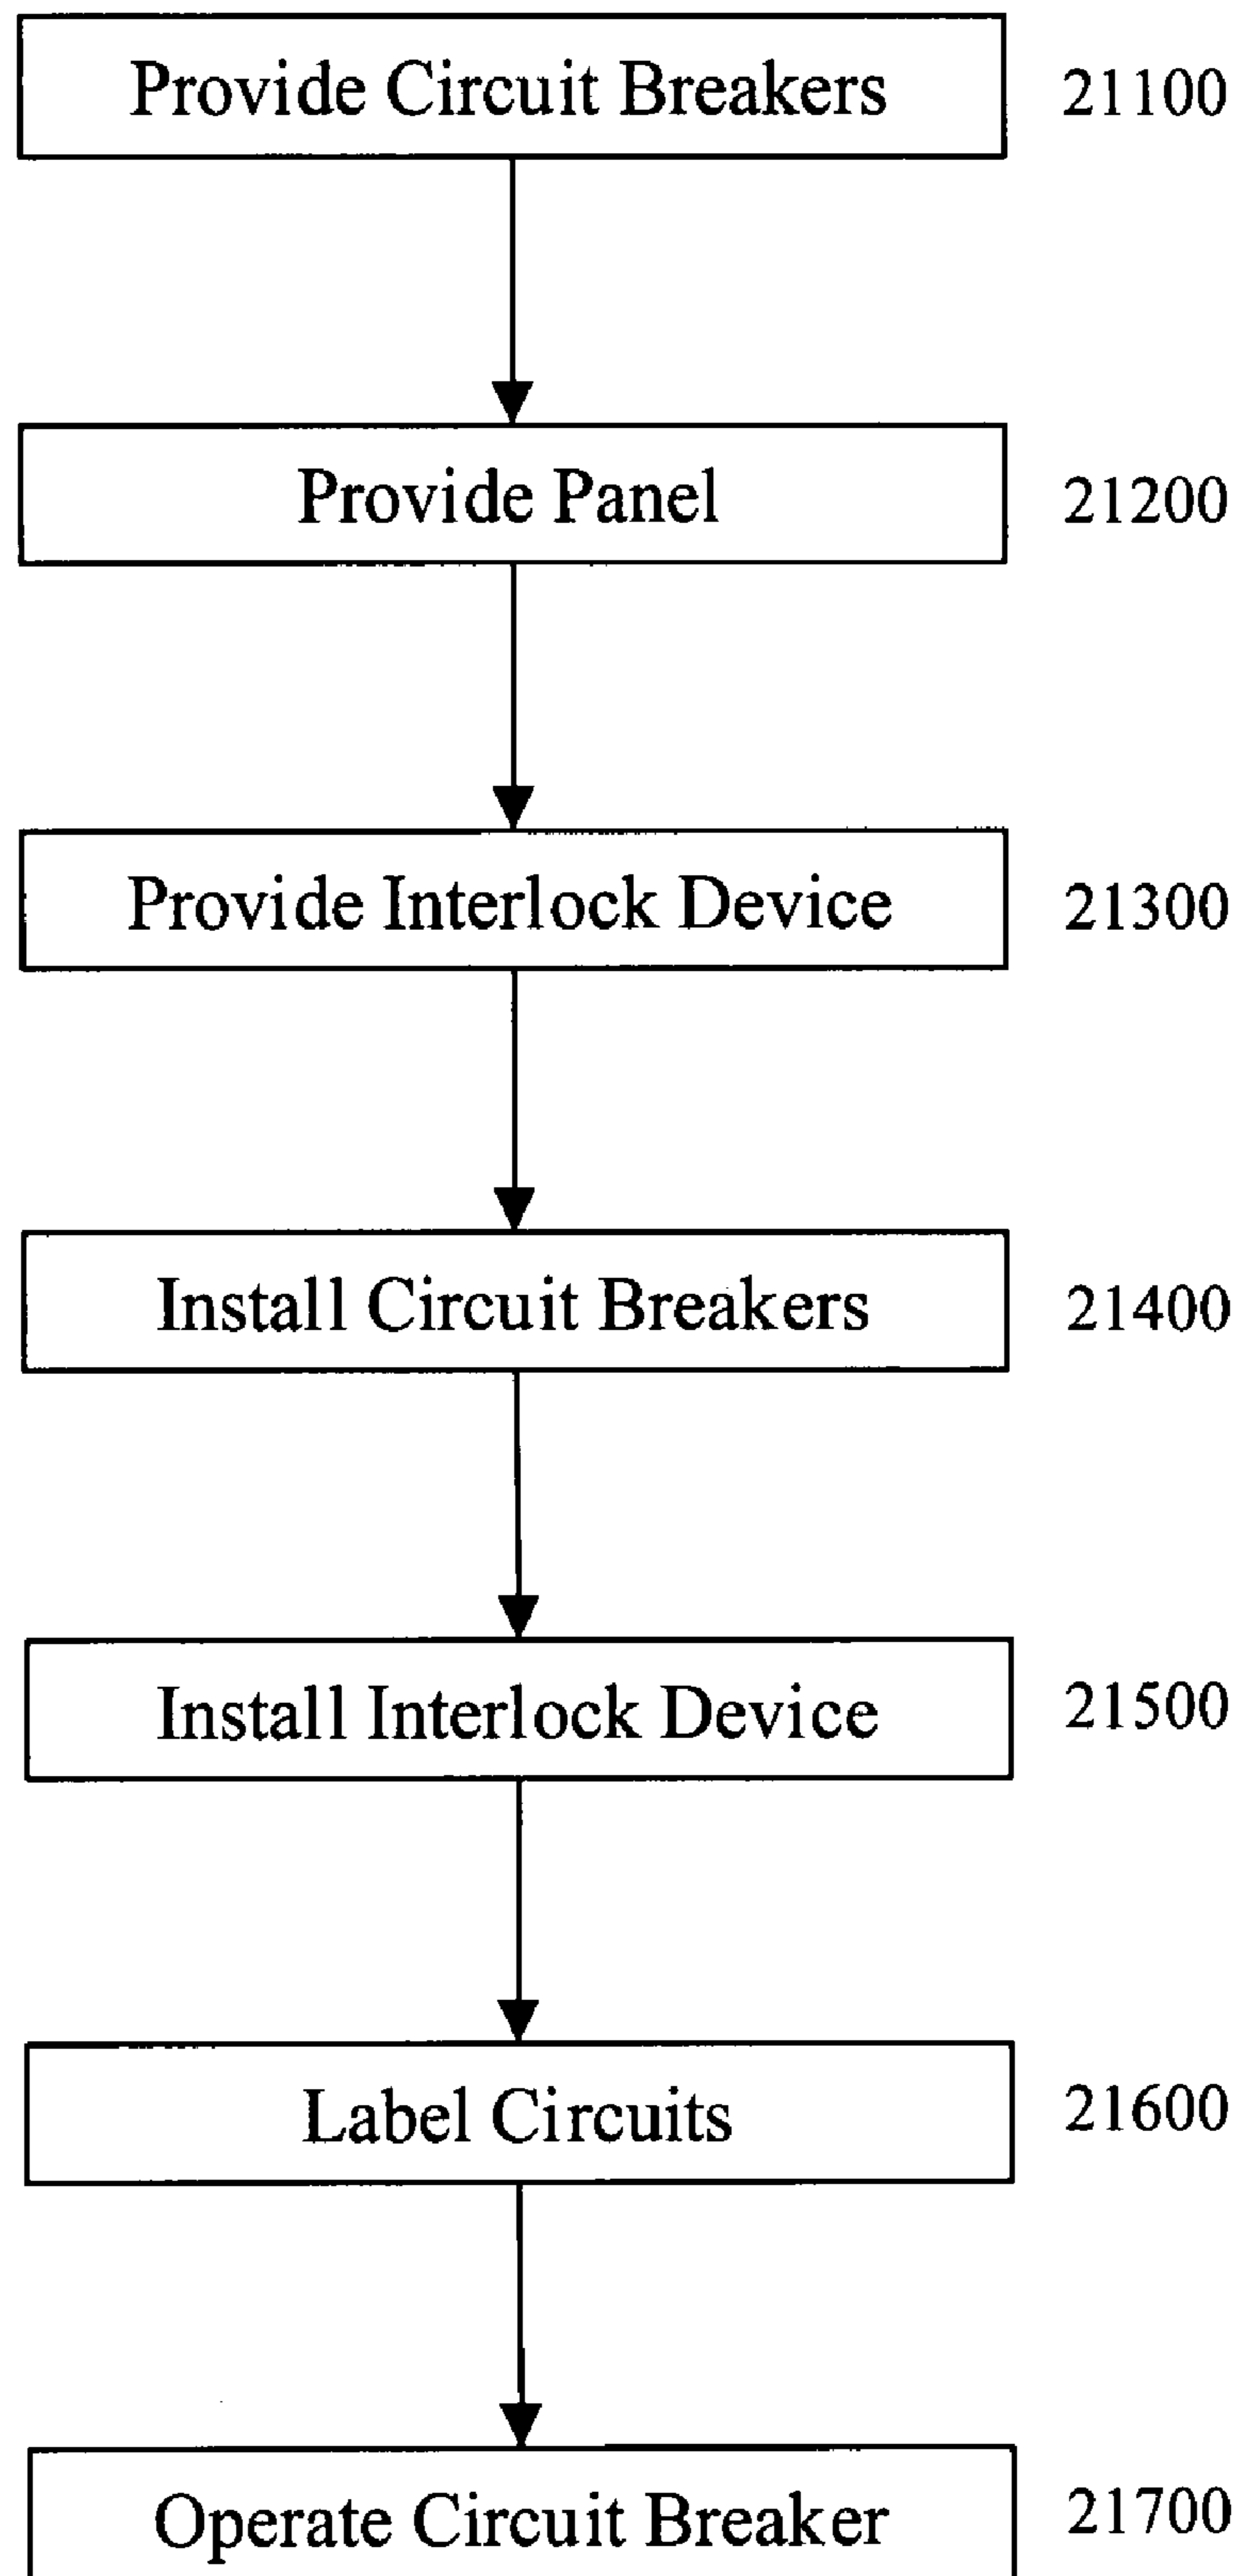 Provide Circuit Breakers 21100
Provide Panel 21200
Provide Interlock Device 21300
Install Circuit Breakers 21400
Install Interlock Device 21500
Label Circuits 21600
Operate Circuit Breaker 21700